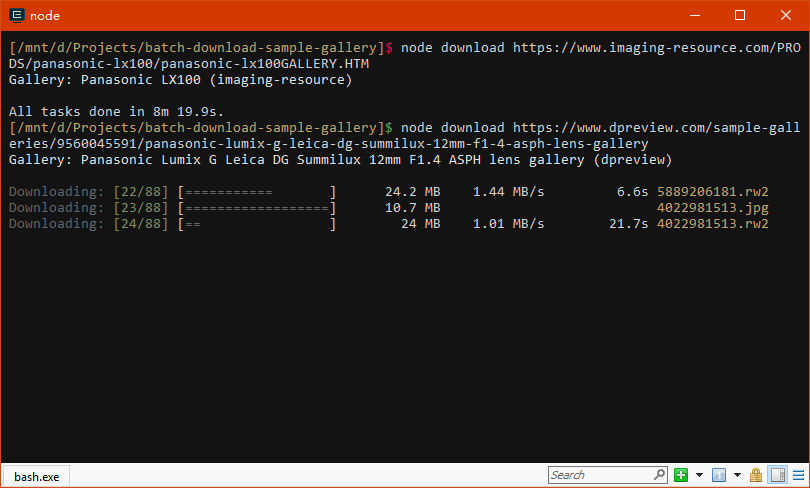 node
[/mnt/d/Projects/batch-download-sample-gallery]$ node download https://www.imaging-resource.com/PRO
DS/panasonic-lx100/panasonic-lx100GALLERY.HTM
Gallery: Panasonic LX100 (imaging-resource)
All tasks done in 8m 19.9s.
[/mnt/d/Projects/batch-download-sample-gallery]$ node download https://www.dpreview.com/sample-gall
eries/9560045591/panasonic-lumix-g-leica-dg-summilux-12mm-f1-4-asph-lens-gallery
Gallery: Panasonic Lumix G Leica DG Summilux 12mm F1.4 ASPH lens gallery (dpreview)
Downloading: [22/88] [===========       ] 24.2 MB 1.44 MB/s 6.6s 5889206181.rw2
Downloading: [23/88] [==================] 10.7 MB 4022981513.jpg
Downloading: [24/88] [==                ] 24 MB 1.01 MB/s 21.7s 4022981513.rw2
bash.exe
Search
1